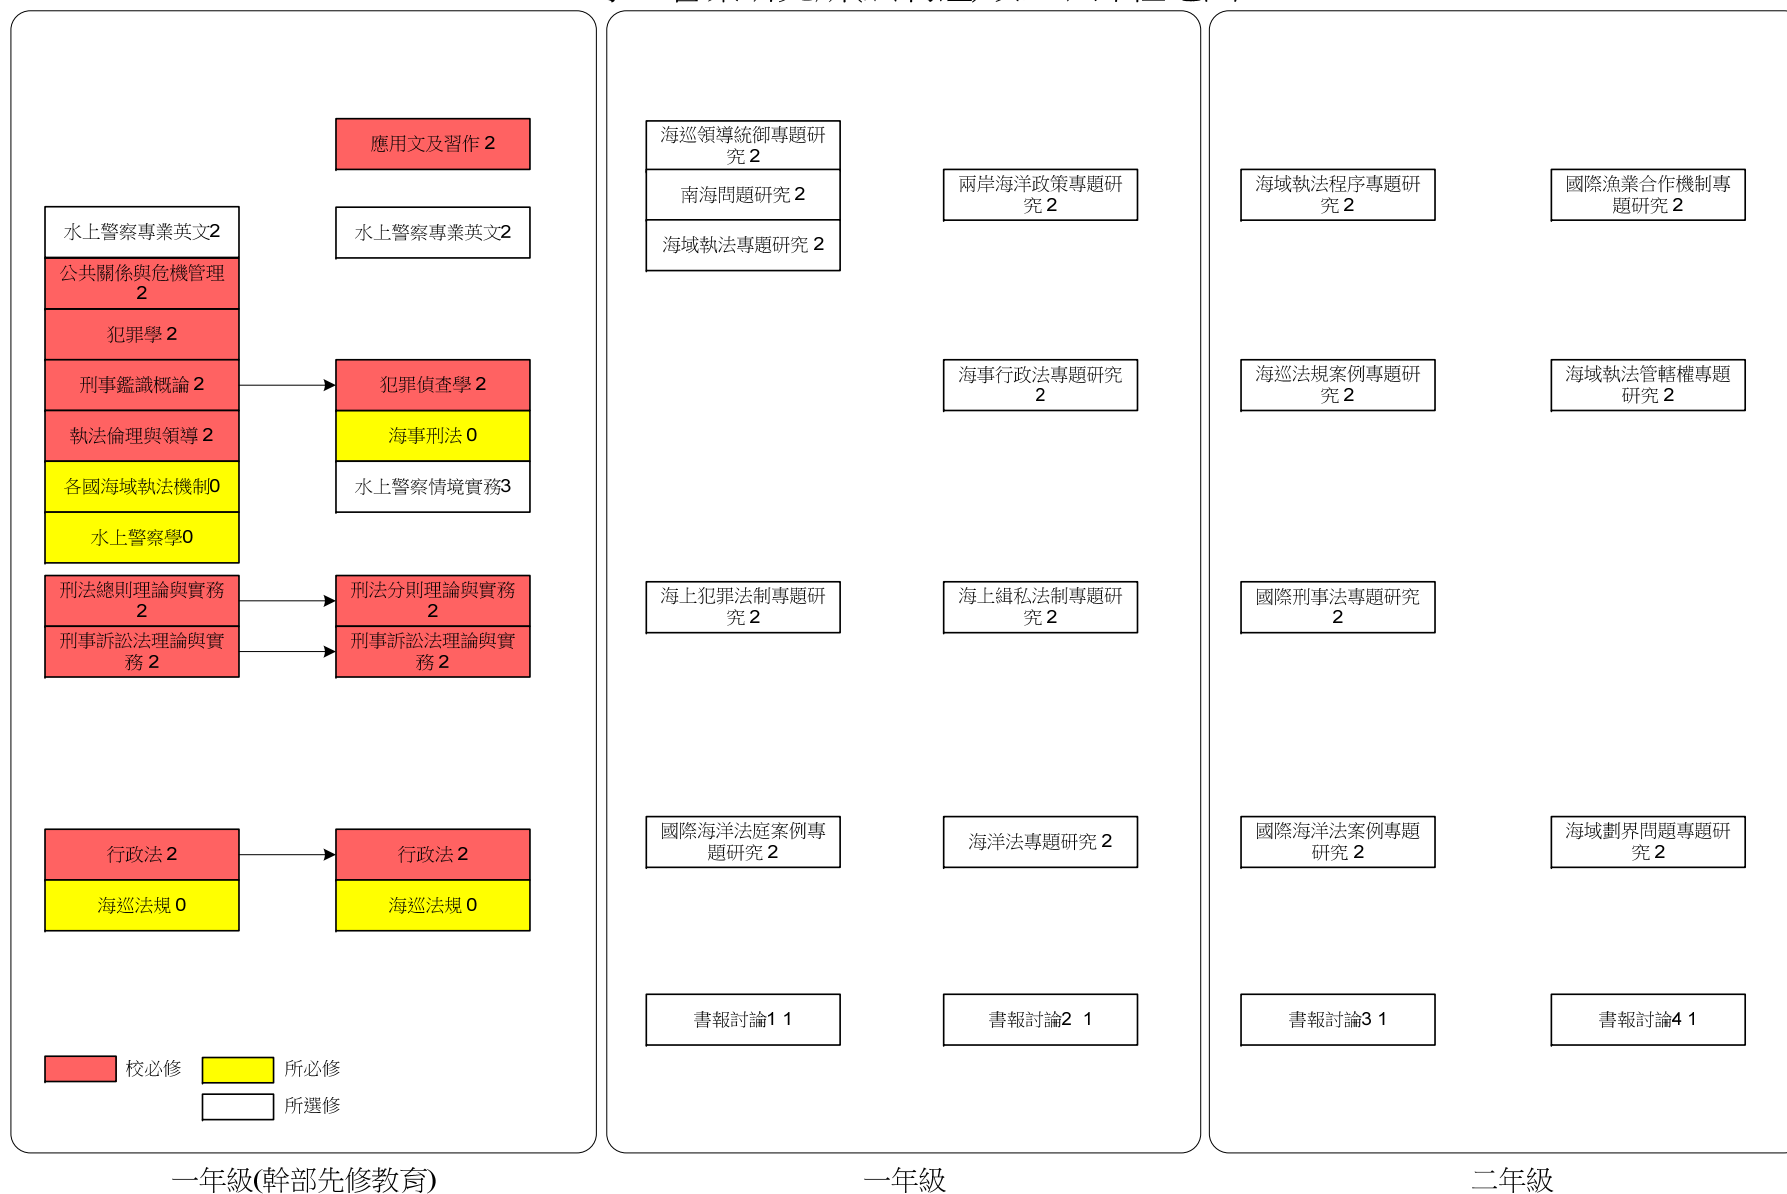 應用文及習作 2
水上警察專業英文2
水上警察專業英文2
公共關係與危機管理
2
犯罪學 2
刑事鑑識概論 2
犯罪偵查學 2
執法倫理與領導 2
海事刑法 0
各國海域執法機制0
水上警察情境實務3
水上警察學0
刑法總則理論與實務
2
刑法分則理論與實務
2
刑事訴訟法理論與實
務 2
刑事訴訟法理論與實
務 2
行政法 2
行政法 2
海巡法規 0
海巡法規 0
校必修
所必修
所選修
一年級(幹部先修教育)
海巡領導統御專題研
究 2
南海問題研究 2
海域執法專題研究 2
兩岸海洋政策專題研
究 2
海事行政法專題研究
2
海上犯罪法制專題研
究 2
海上緝私法制專題研
究 2
國際海洋法庭案例專
題研究 2
海洋法專題研究 2
書報討論1 1
書報討論2 1
一年級
海域執法程序專題研
究 2
國際漁業合作機制專
題研究 2
海巡法規案例專題研
究 2
海域執法管轄權專題
研究 2
國際刑事法專題研究
2
國際海洋法案例專題
研究 2
海域劃界問題專題研
究 2
書報討論3 1
書報討論4 1
二年級